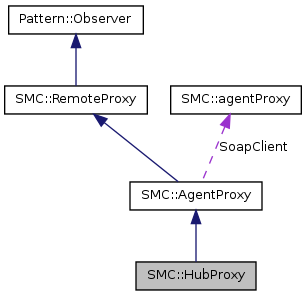 Pattern::Observer
SMC::RemoteProxy
SMC::agentProxy
SoapClient
SMC::AgentProxy
SMC::HubProxy